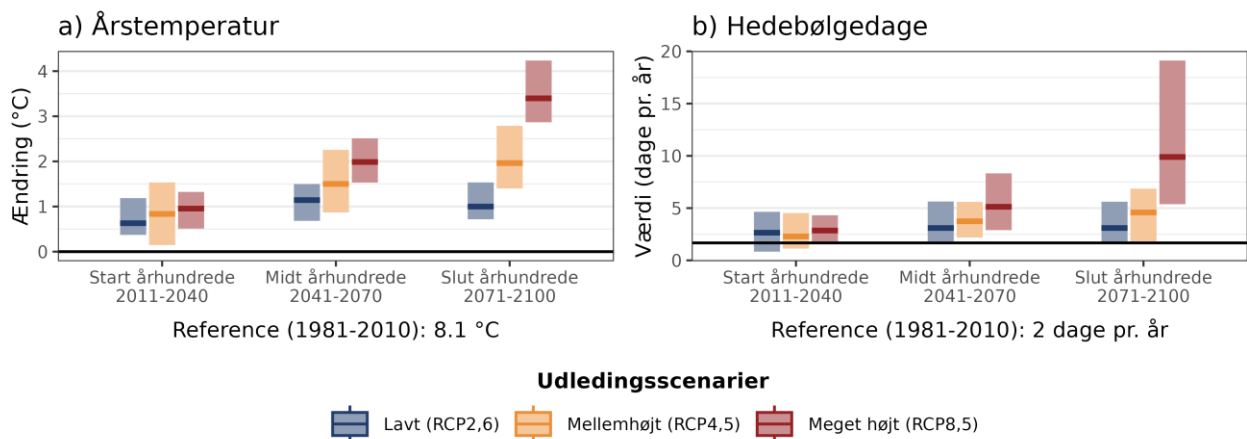 a) Årstemperatur
Ændring (°C)
4
3
2
1
0
Start århundrede
2011-2040
Midt århundrede
2041-2070
Slut århundrede
2071-2100
Reference (1981-2010): 8.1 °C
b) Hedebølgedage
Værdi (dage pr. år)
20
15
10
5
0
Start århundrede
2011-2040
Midt århundrede
2041-2070
Slut århundrede
2071-2100
Reference (1981-2010): 2 dage pr. år
Udledingsscenarier
Lavt (RCP2,6)
Mellemhøjt (RCP4,5)
Meget højt (RCP8,5)